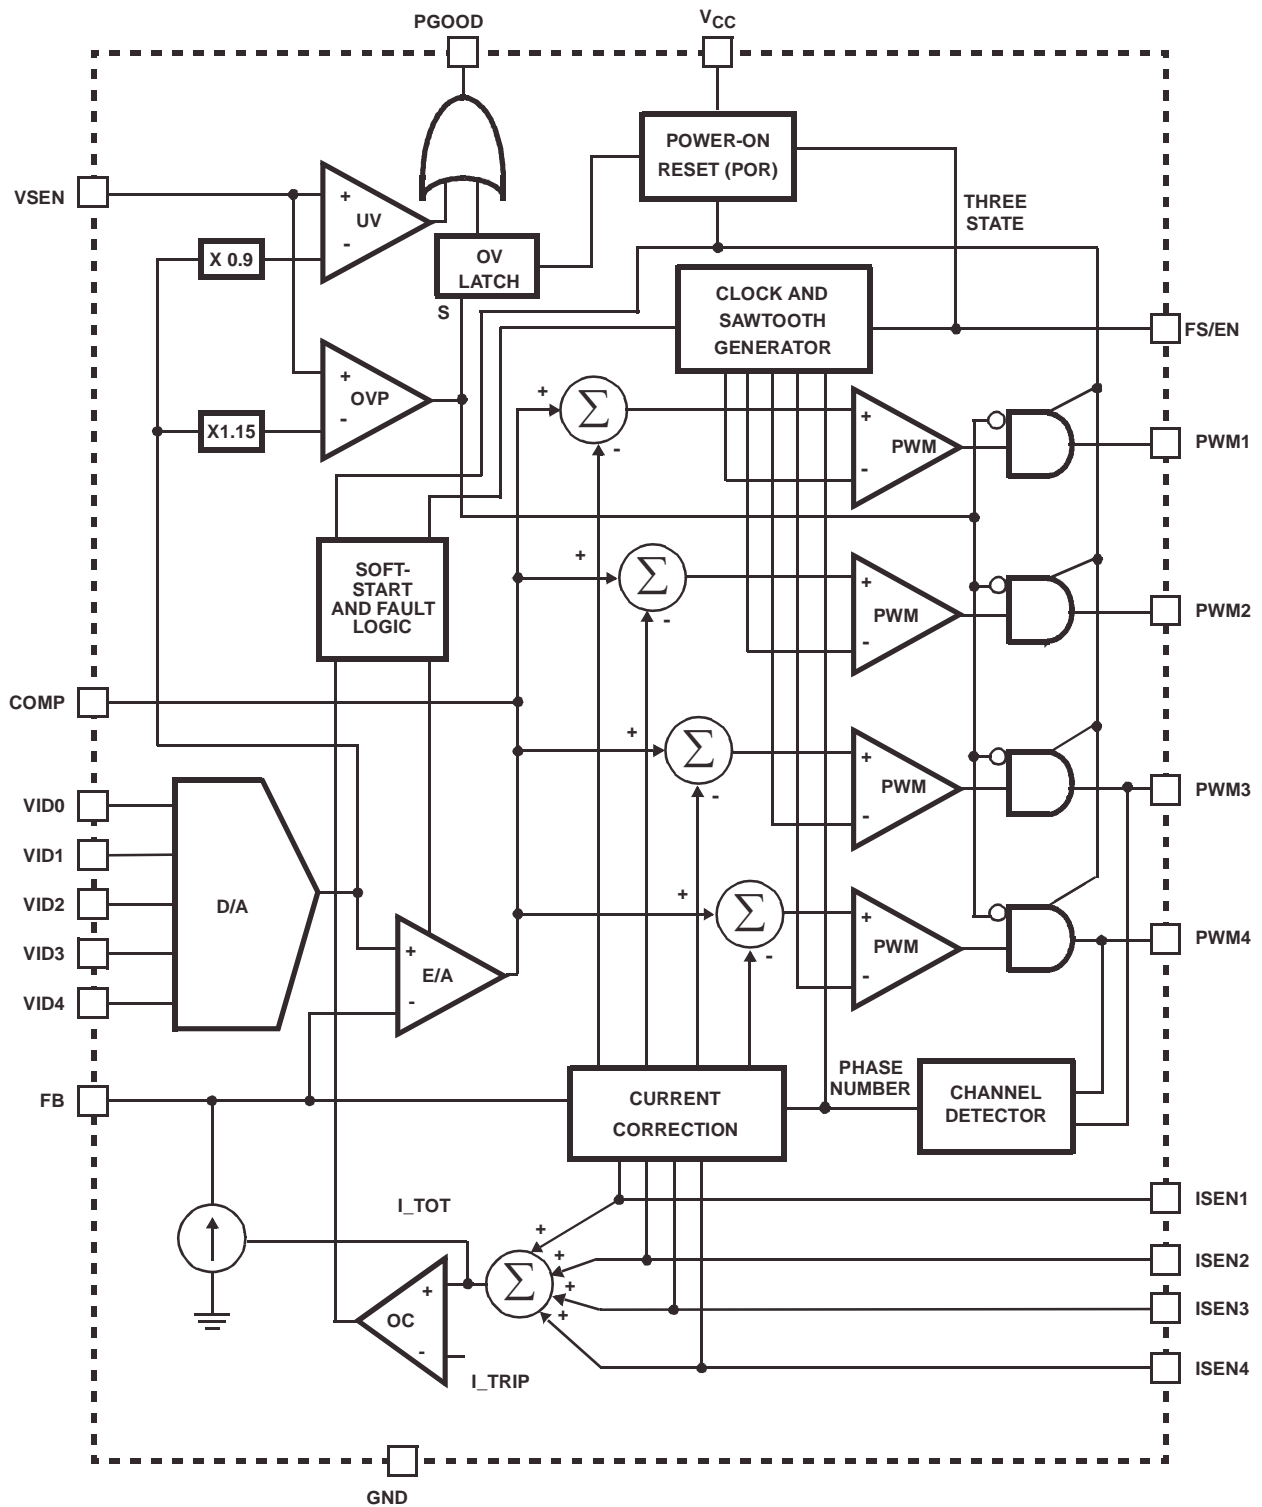 PGOOD
VCC
POWER-ON
RESET (POR)
VSEN
+
UV
-
THREE
STATE
X 0.9
OV
LATCH
S
CLOCK AND
SAWTOOTH
GENERATOR
FS/EN
+
OVP
-
X1.15
+
Σ
-
+
PWM
-
PWM1
SOFT-
START
AND FAULT
LOGIC
+
Σ
-
+
PWM
-
PWM2
COMP
+
Σ
-
+
PWM
-
PWM3
VID0
VID1
VID2
VID3
VID4
D/A
+
Σ
-
+
PWM
-
PWM4
+
E/A
-
FB
CURRENT
CORRECTION
PHASE
NUMBER
CHANNEL
DETECTOR
I_TOT
ISEN1
+
+
+
+
Σ
ISEN2
ISEN3
+
OC
-
I_TRIP
ISEN4
GND